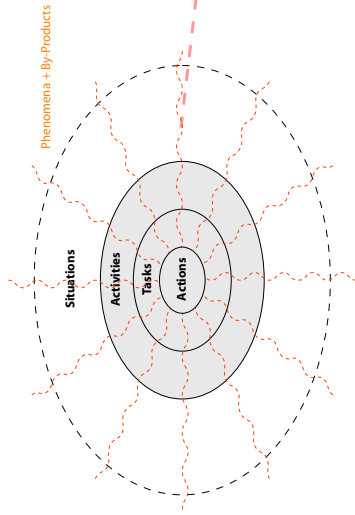 Phenomena + By-Products
Situations
Activities
Tasks
Actions